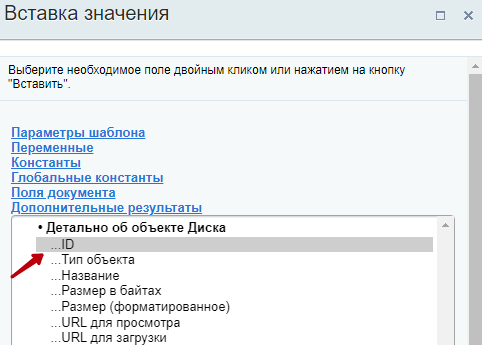 Вставка значения
Выберите необходимое поле двойным кликом или нажатием на кнопку
"Вставить".
Параметры шаблона
Переменные
Константы
Глобальные константы
Поля документа
Дополнительные результаты
• Детально об объекте Диска
...ID
...Тип объекта
...Название
...Размер в байтах
...Размер (форматированное)
...URL для просмотра
...URL для загрузки